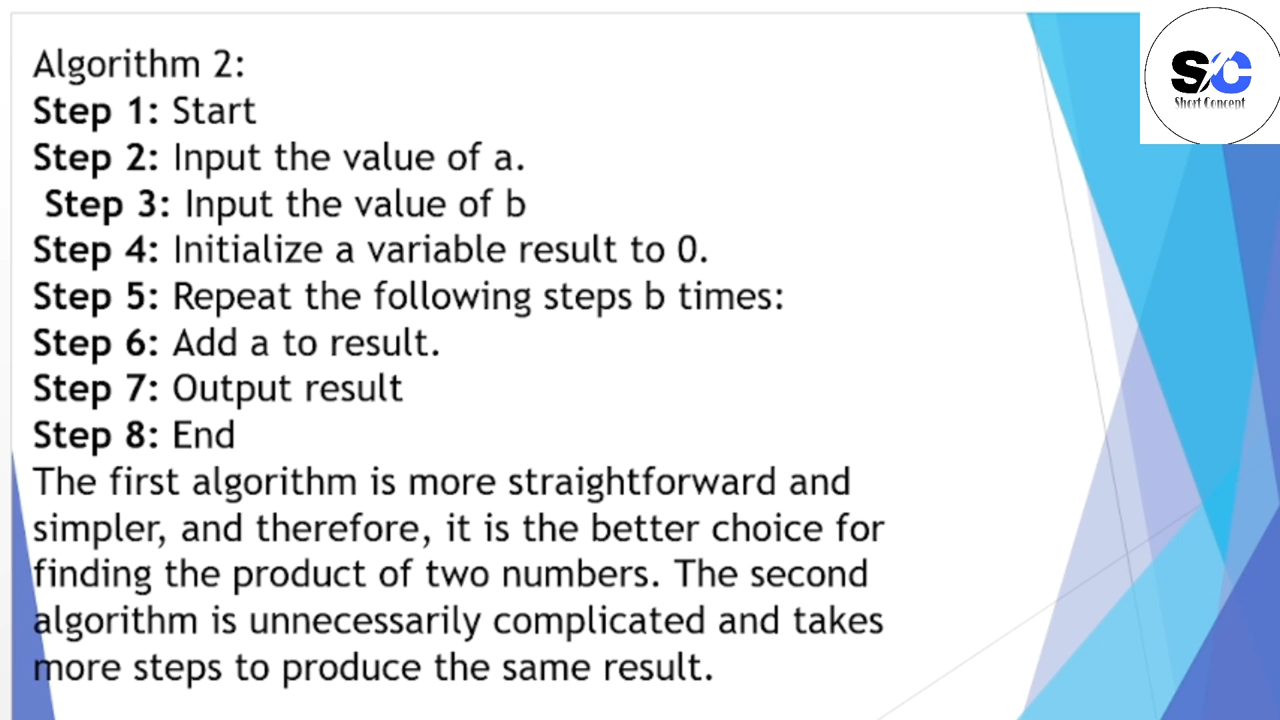 Algorithm 2:
Step 1: Start
Step 2: Input the value of a.
Step 3: Input the value of b
Step 4: Initialize a variable result to 0.
Step 5: Repeat the following steps b times:
Step 6: Add a to result.
Step 7: Output result
Step 8: End
The first algorithm is more straightforward and
simpler, and therefore, it is the better choice for
finding the product of two numbers. The second
algorithm is unnecessarily complicated and takes
more steps to produce the same result.
S/C
Short Concept